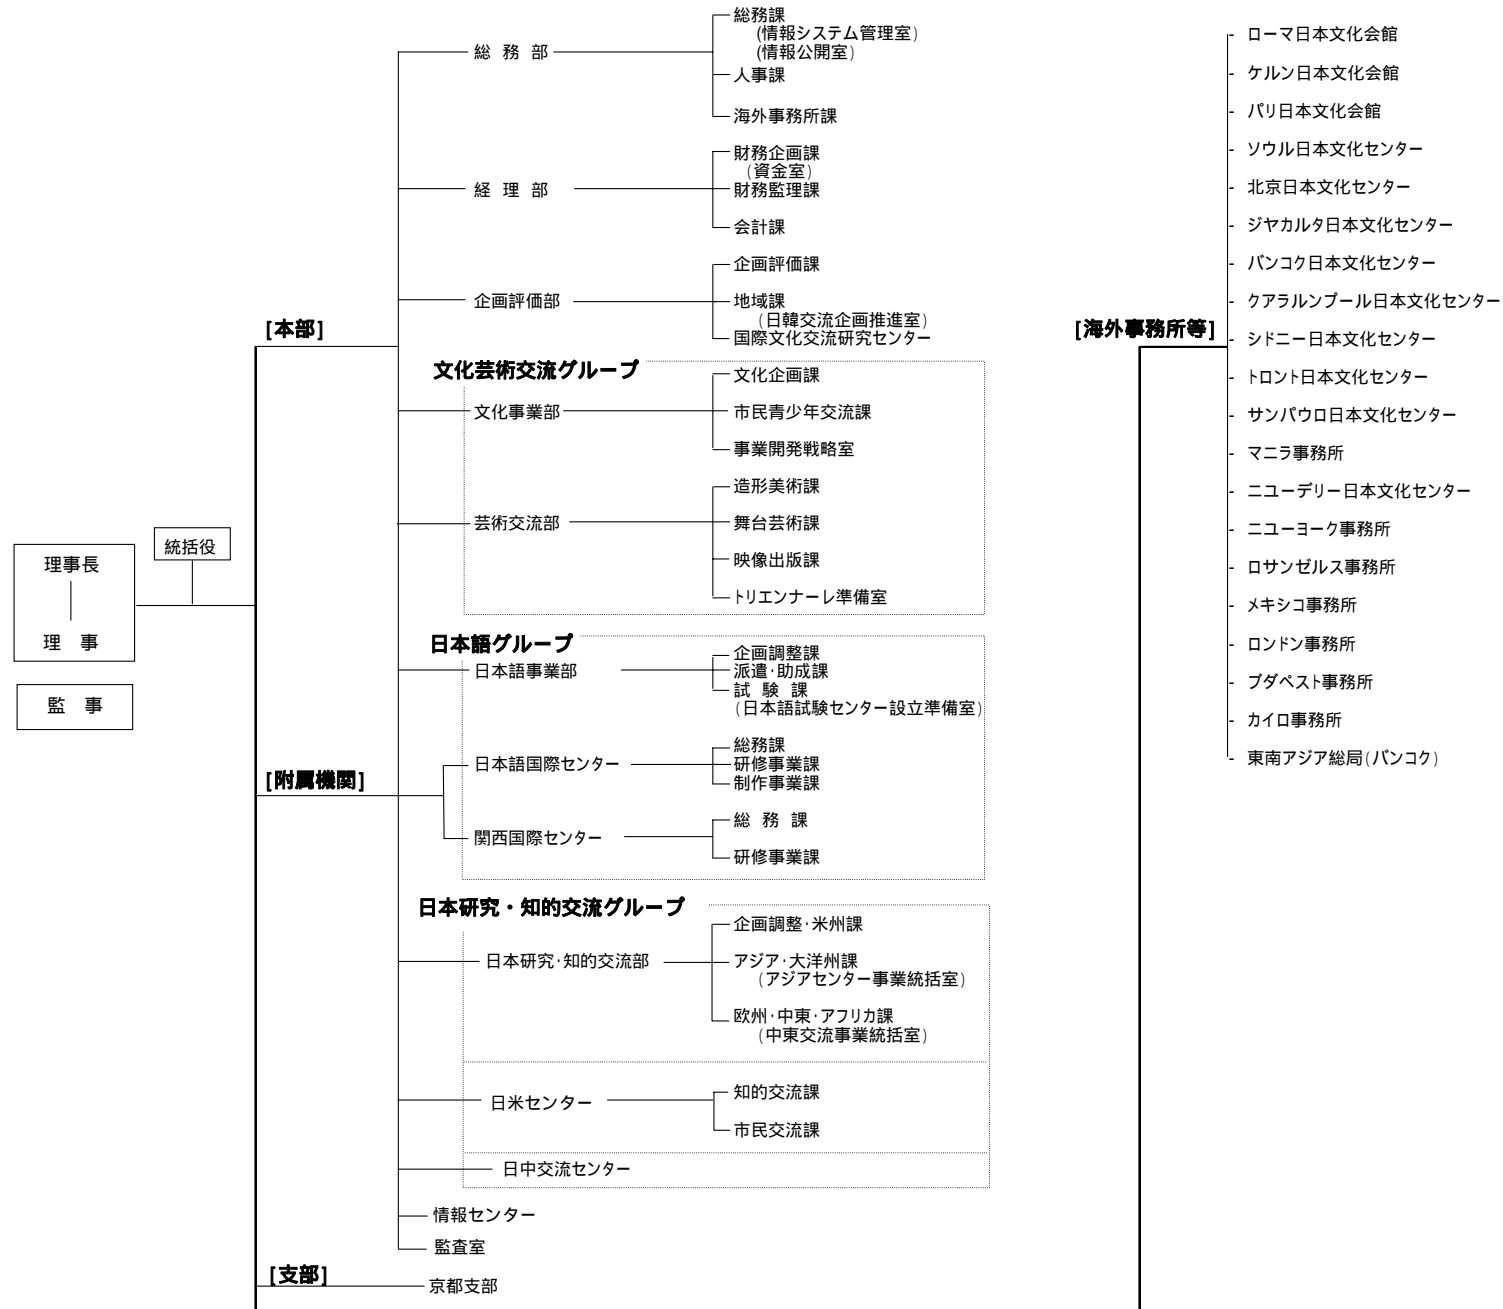 統括役
理事長
理 事
監 事
[本部]
総 務 部
総務課
(情報システム管理室)
(情報公開室)
人事課
海外事務所課
経 理 部
財務企画課
(資金室)
財務監理課
会計課
企画評価部
企画評価課
地域課
(日韓交流企画推進室)
国際文化交流研究センター
文化芸術交流グループ
文化事業部
文化企画課
市民青少年交流課
事業開発戦略室
芸術交流部
造形美術課
舞台芸術課
映像出版課
トリエンナーレ準備室
日本語グループ
日本語事業部
企画調整課
派遣・助成課
試 験 課
(日本語試験センター設立準備室)
[附属機関]
日本語国際センター
総務課
研修事業課
制作事業課
関西国際センター
総 務 課
研修事業課
日本研究・知的交流グループ
日本研究・知的交流部
企画調整・米州課
アジア・大洋州課
(アジアセンター事業統括室)
欧州・中東・アフリカ課
(中東交流事業統括室)
日米センター
知的交流課
市民交流課
日中交流センター
情報センター
監査室
[支部]
京都支部
[海外事務所等]
- ローマ日本文化会館
- ケルン日本文化会館
- パリ日本文化会館
- ソウル日本文化センター
- 北京日本文化センター
- ジヤカルタ日本文化センター
- バンコク日本文化センター
- クアラルンプール日本文化センター
- シドニー日本文化センター
- トロント日本文化センター
- サンパウロ日本文化センター
- マニラ事務所
- ニユーデリー日本文化センター
- ニユーヨーク事務所
- ロサンゼルス事務所
- メキシコ事務所
- ロンドン事務所
- ブダペスト事務所
- カイロ事務所
- 東南アジア総局(バンコク)